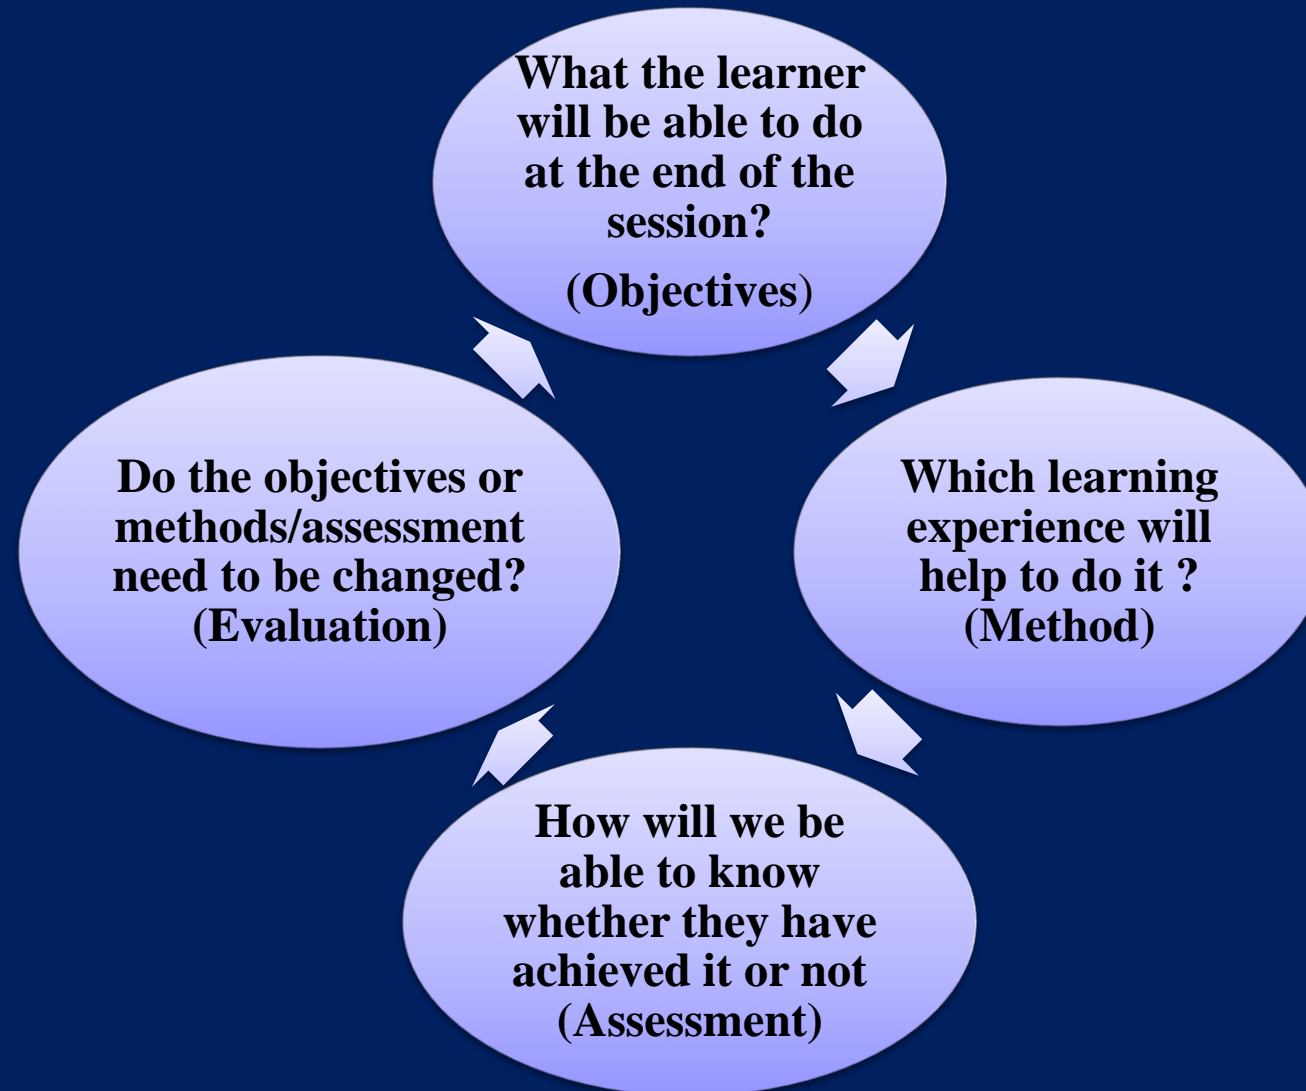 What the learner
will be able to do
at the end of the
session?
(Objectives)
Which learning
experience will
help to do it ?
(Method)
How will we be
able to know
whether they have
achieved it or not
(Assessment)
Do the objectives or
methods/assessment
need to be changed?
(Evaluation)